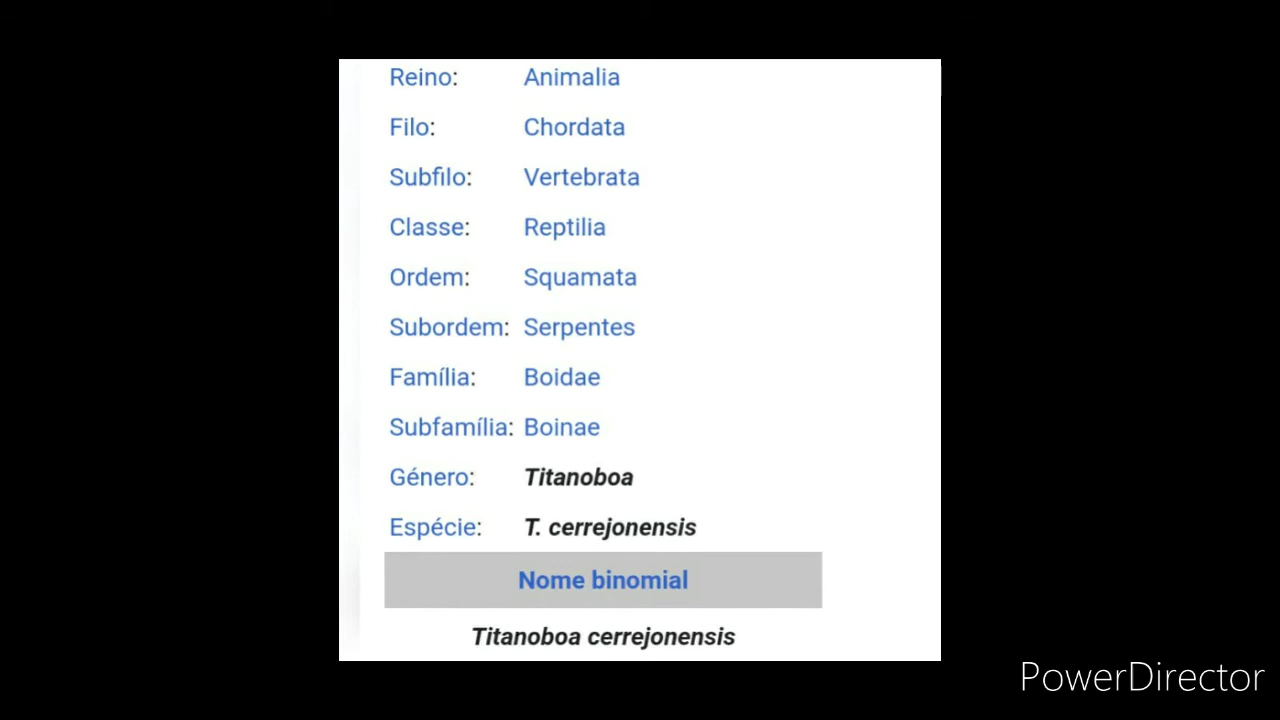 Reino: Animalia
Filo: Chordata
Subfilo: Vertebrata
Classe: Reptilia
Ordem: Squamata
Subordem: Serpentes
Família: Boidae
Subfamília: Boinae
Género: Titanoboa
Espécie: T. cerrejonensis
Nome binomial
Titanoboa cerrejonensis
PowerDirector